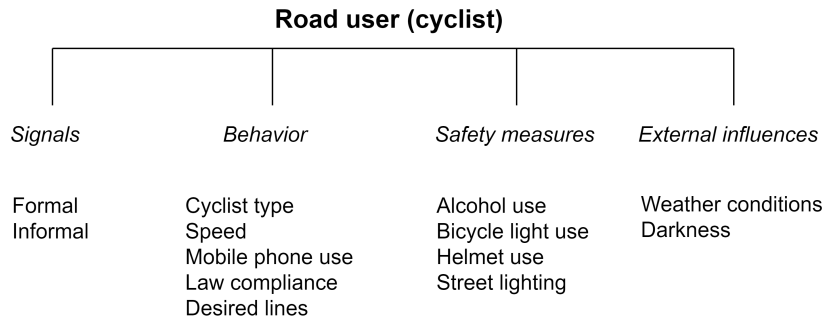 Road user (cyclist)
Signals
Behavior
Safety measures
External influences
Formal
Informal
Cyclist type
Speed
Mobile phone use
Law compliance
Desired lines
Alcohol use
Bicycle light use
Helmet use
Street lighting
Weather conditions
Darkness